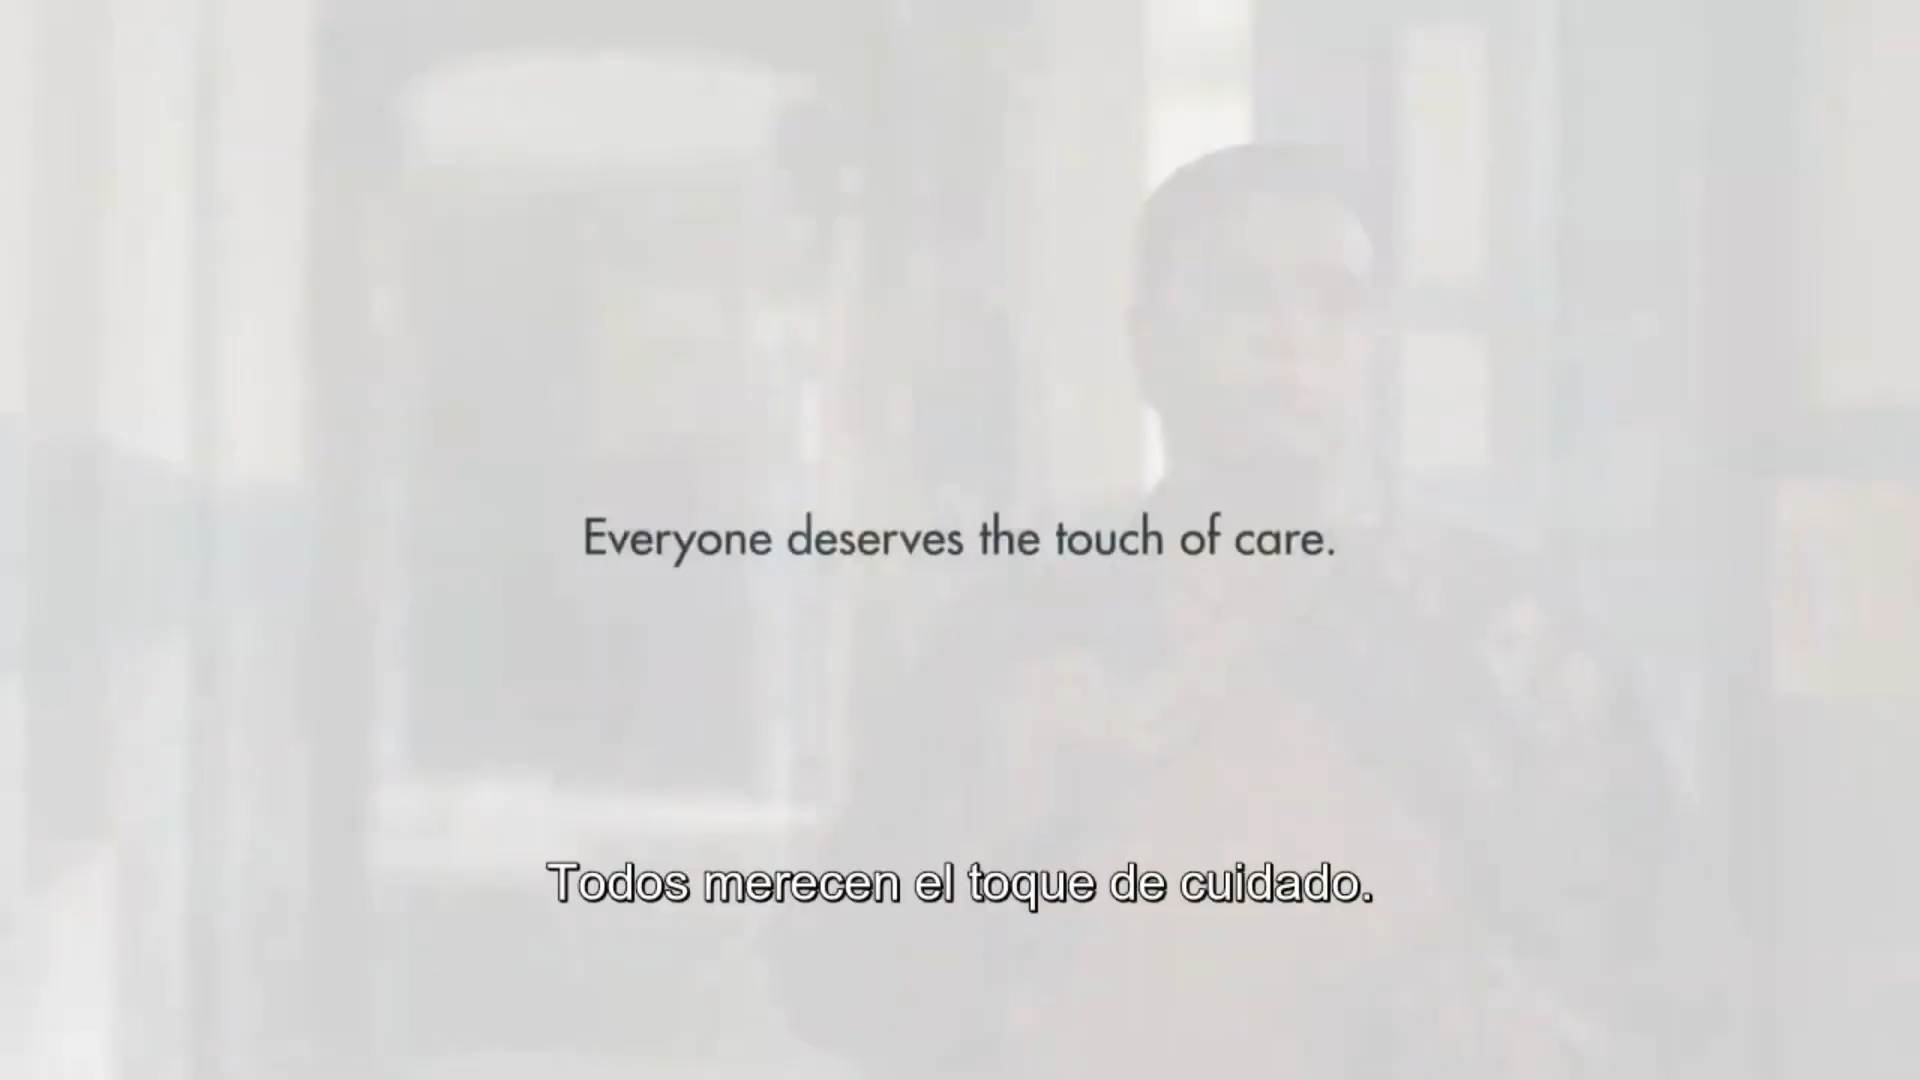 Everyone deserves the touch of care.
Todos merecen el toque de cuidado.